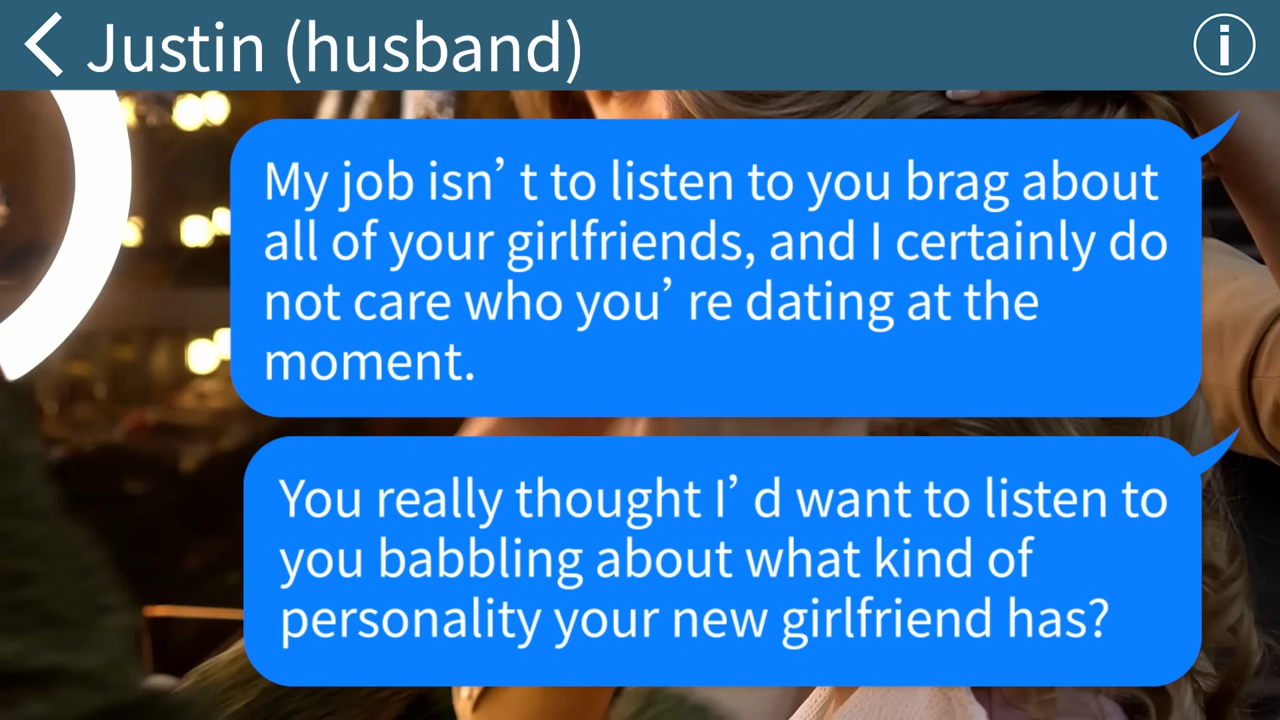 Justin (husband)
My job isn’ t to listen to you brag about
all of your girlfriends, and I certainly do
not care who you’ re dating at the
moment.
You really thought I’ d want to listen to
you babbling about what kind of
personality your new girlfriend has?